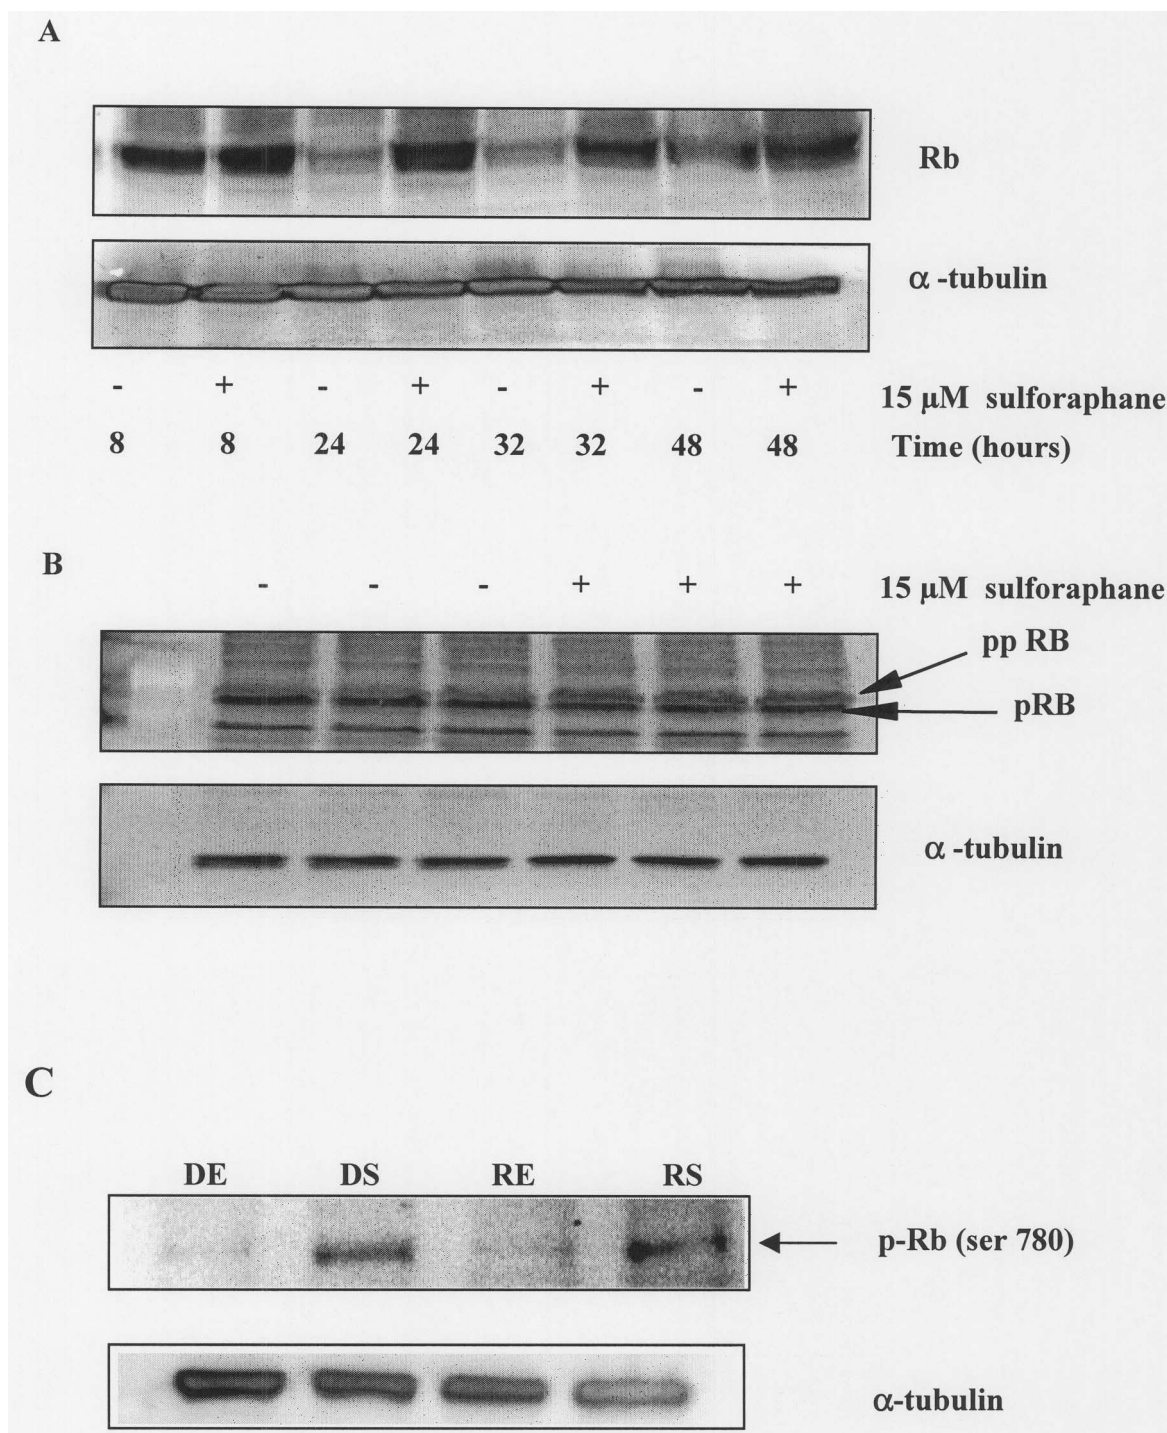 A
Rb
α -tubulin
- + - + - + - + 15 µM sulforaphane
8 8 24 24 32 32 48 48 Time (hours)
B
- - - + + + 15 µM sulforaphane
pp RB
pRB
α -tubulin
C
DE DS RE RS
p-Rb (ser 780)
α-tubulin